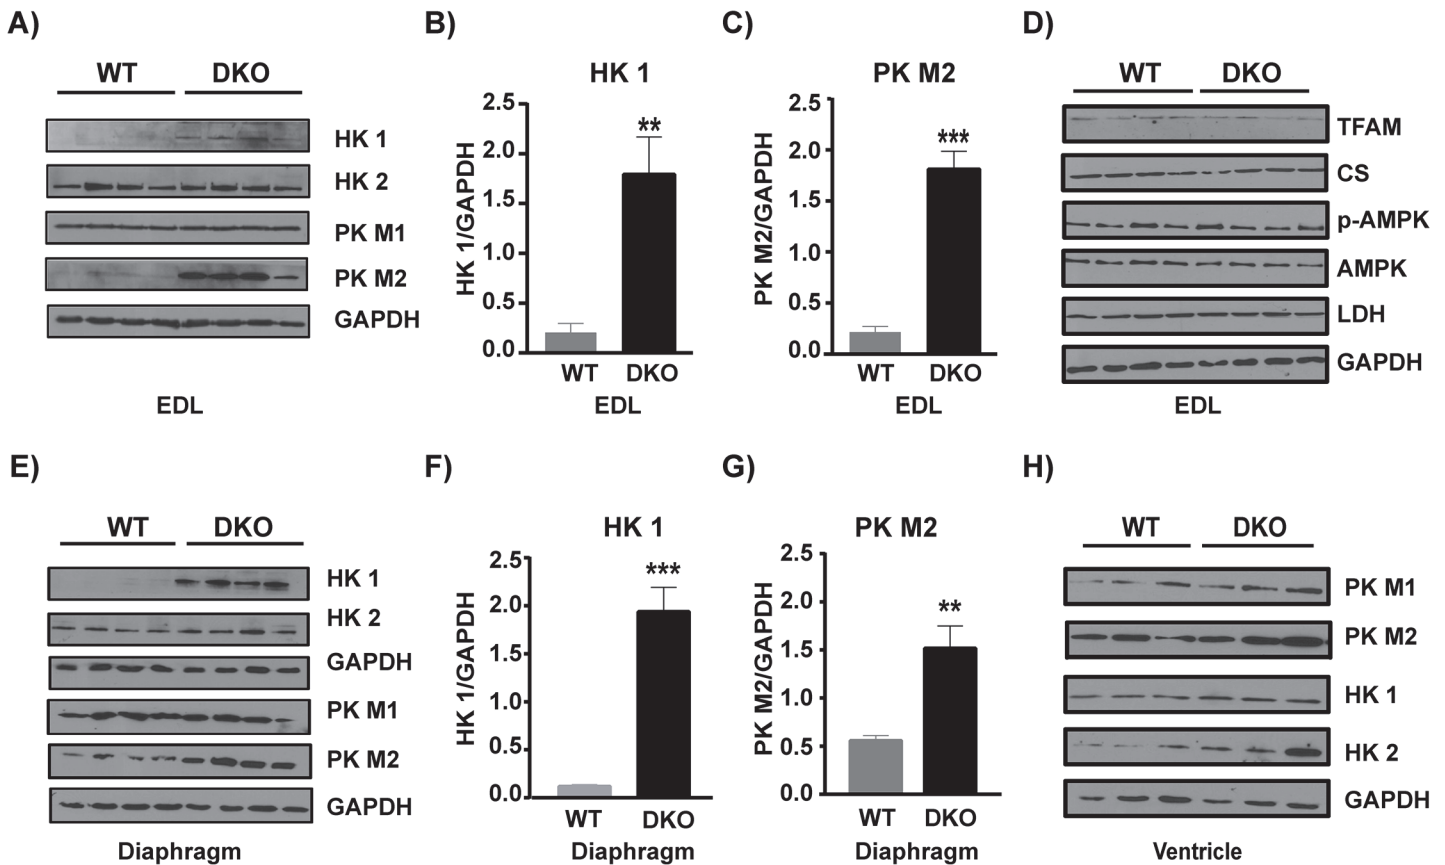 A)
WT DKO
HK 1
HK 2
PK M1
PK M2
GAPDH
EDL
B)
HK 1
HK 1/GAPDH
2.5
2.0
1.5
1.0
0.5
0.0
**
WT DKO
EDL
C)
PK M2
PK M2/GAPDH
2.5
2.0
1.5
1.0
0.5
0.0
***
WT DKO
EDL
D)
WT DKO
TFAM
CS
p-AMPK
AMPK
LDH
GAPDH
EDL
E)
WT DKO
HK 1
HK 2
GAPDH
PK M1
PK M2
GAPDH
Diaphragm
F)
HK 1
HK 1/GAPDH
2.5
2.0
1.5
1.0
0.5
0.0
***
WT DKO
Diaphragm
G)
PK M2
PK M2/GAPDH
2.5
2.0
1.5
1.0
0.5
0.0
**
WT DKO
Diaphragm
H)
WT DKO
PK M1
PK M2
HK 1
HK 2
GAPDH
Ventricle